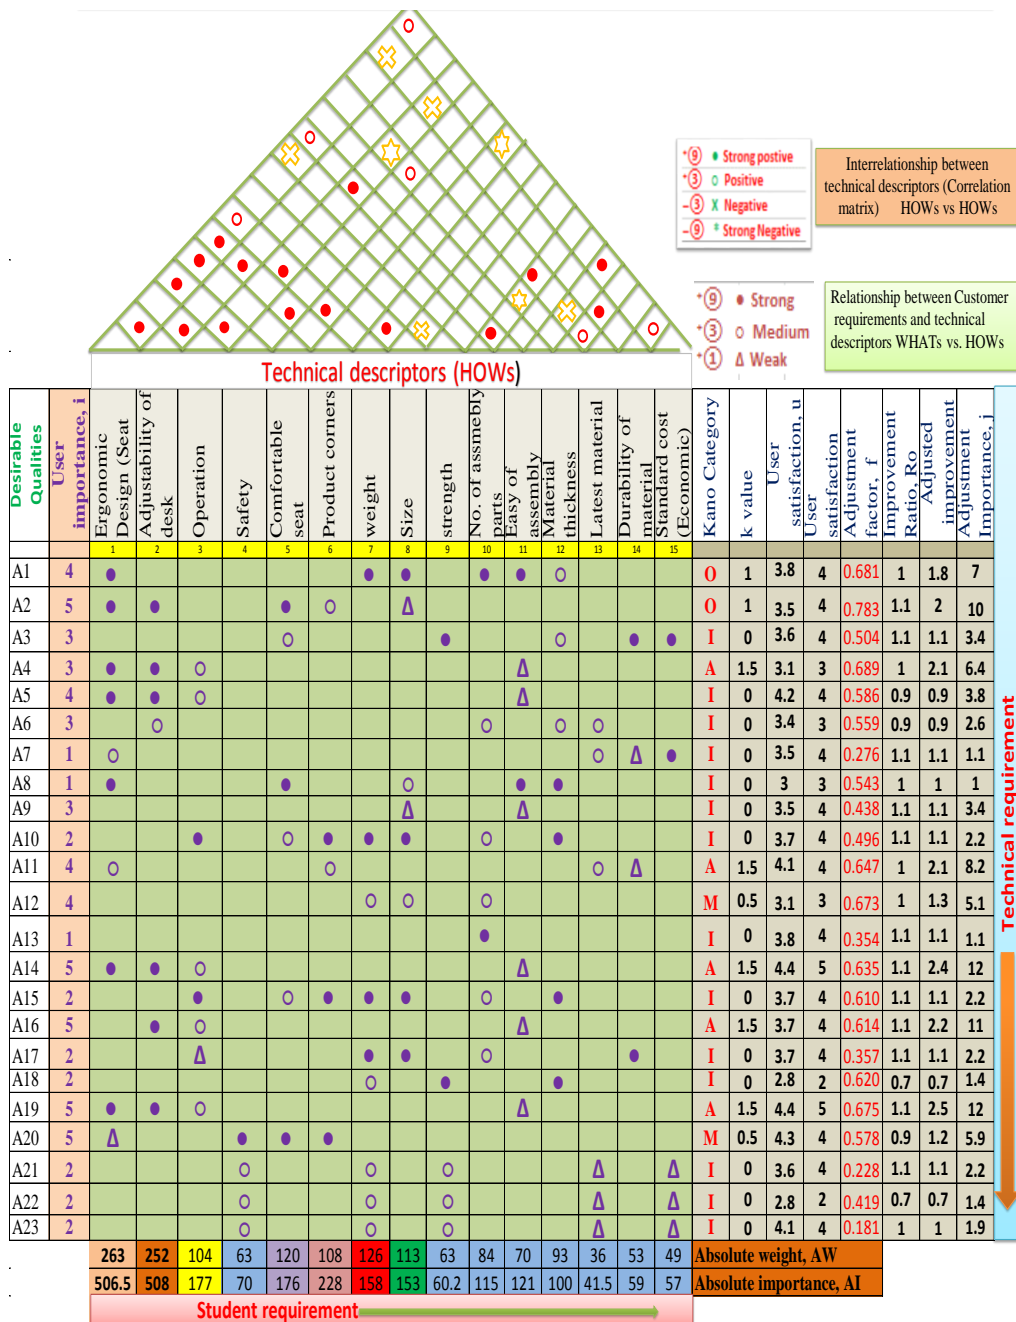 +⑨ ● Strong postive
+③ ○ Positive
−③ X Negative
−⑨ * Strong Negative
Interrelationship between
technical descriptors (Correlation
matrix) HOWs vs HOWs
+⑨ ● Strong
+③ ○ Medium
+① Δ Weak
Relationship between Customer
requirements and technical
descriptors WHATs vs. HOWs
Technical descriptors (HOWs)
Desirable
Qualities
User
importance, i
Ergonomic
Design (Seat
Adjustability of
desk
Operation
Safety
Comfortable
seat
Product corners
weight
Size
strength
No. of assmebly
parts
Easy of
assembly
Material
thickness
Latest material
Durability of
material
Standard cost
(Economic)
Kano Category
k value
User
satisfaction, u
User
satisfaction
Adjustment
factor, f
Improvement
Ratio, Ro
Adjusted
improvement
Adjustment
Importance, j
1 2 3 4 5 6 7 8 9 10 11 12 13 14 15
A1 4 ● ● ● ● ● ○ O 1 3.8 4 0.681 1 1.8 7
A2 5 ● ● ● ○ Δ O 1 3.5 4 0.783 1.1 2 10
A3 3 ○ ● ○ ● ● I 0 3.6 4 0.504 1.1 1.1 3.4
A4 3 ● ● ○ Δ A 1.5 3.1 3 0.689 1 2.1 6.4
A5 4 ● ● ○ Δ I 0 4.2 4 0.586 0.9 0.9 3.8
A6 3 ○ ○ ○ ○ I 0 3.4 3 0.559 0.9 0.9 2.6
A7 1 ○ ○ Δ ● I 0 3.5 4 0.276 1.1 1.1 1.1
A8 1 ● ● ○ ● ● I 0 3 3 0.543 1 1 1
A9 3 Δ Δ I 0 3.5 4 0.438 1.1 1.1 3.4
A10 2 ● ○ ● ● ● ○ ● I 0 3.7 4 0.496 1.1 1.1 2.2
A11 4 ○ ○ ○ Δ A 1.5 4.1 4 0.647 1 2.1 8.2
A12 4 ○ ○ ○ M 0.5 3.1 3 0.673 1 1.3 5.1
A13 1 ● I 0 3.8 4 0.354 1.1 1.1 1.1
A14 5 ● ● ○ Δ A 1.5 4.4 5 0.635 1.1 2.4 12
A15 2 ● ○ ● ● ● ○ ● I 0 3.7 4 0.610 1.1 1.1 2.2
A16 5 ● ○ Δ A 1.5 3.7 4 0.614 1.1 2.2 11
A17 2 Δ ● ● ○ ● I 0 3.7 4 0.357 1.1 1.1 2.2
A18 2 ○ ● ● I 0 2.8 2 0.620 0.7 0.7 1.4
A19 5 ● ● ○ Δ A 1.5 4.4 5 0.675 1.1 2.5 12
A20 5 Δ ● ● ● M 0.5 4.3 4 0.578 0.9 1.2 5.9
A21 2 ○ ○ ○ Δ Δ I 0 3.6 4 0.228 1.1 1.1 2.2
A22 2 ○ ○ ○ Δ Δ I 0 2.8 2 0.419 0.7 0.7 1.4
A23 2 ○ ○ ○ Δ Δ I 0 4.1 4 0.181 1 1 1.9
263 252 104 63 120 108 126 113 63 84 70 93 36 53 49 Absolute weight, AW
506.5 508 177 70 176 228 158 153 60.2 115 121 100 41.5 59 57 Absolute importance, AI
Student requirement
Technical requirement